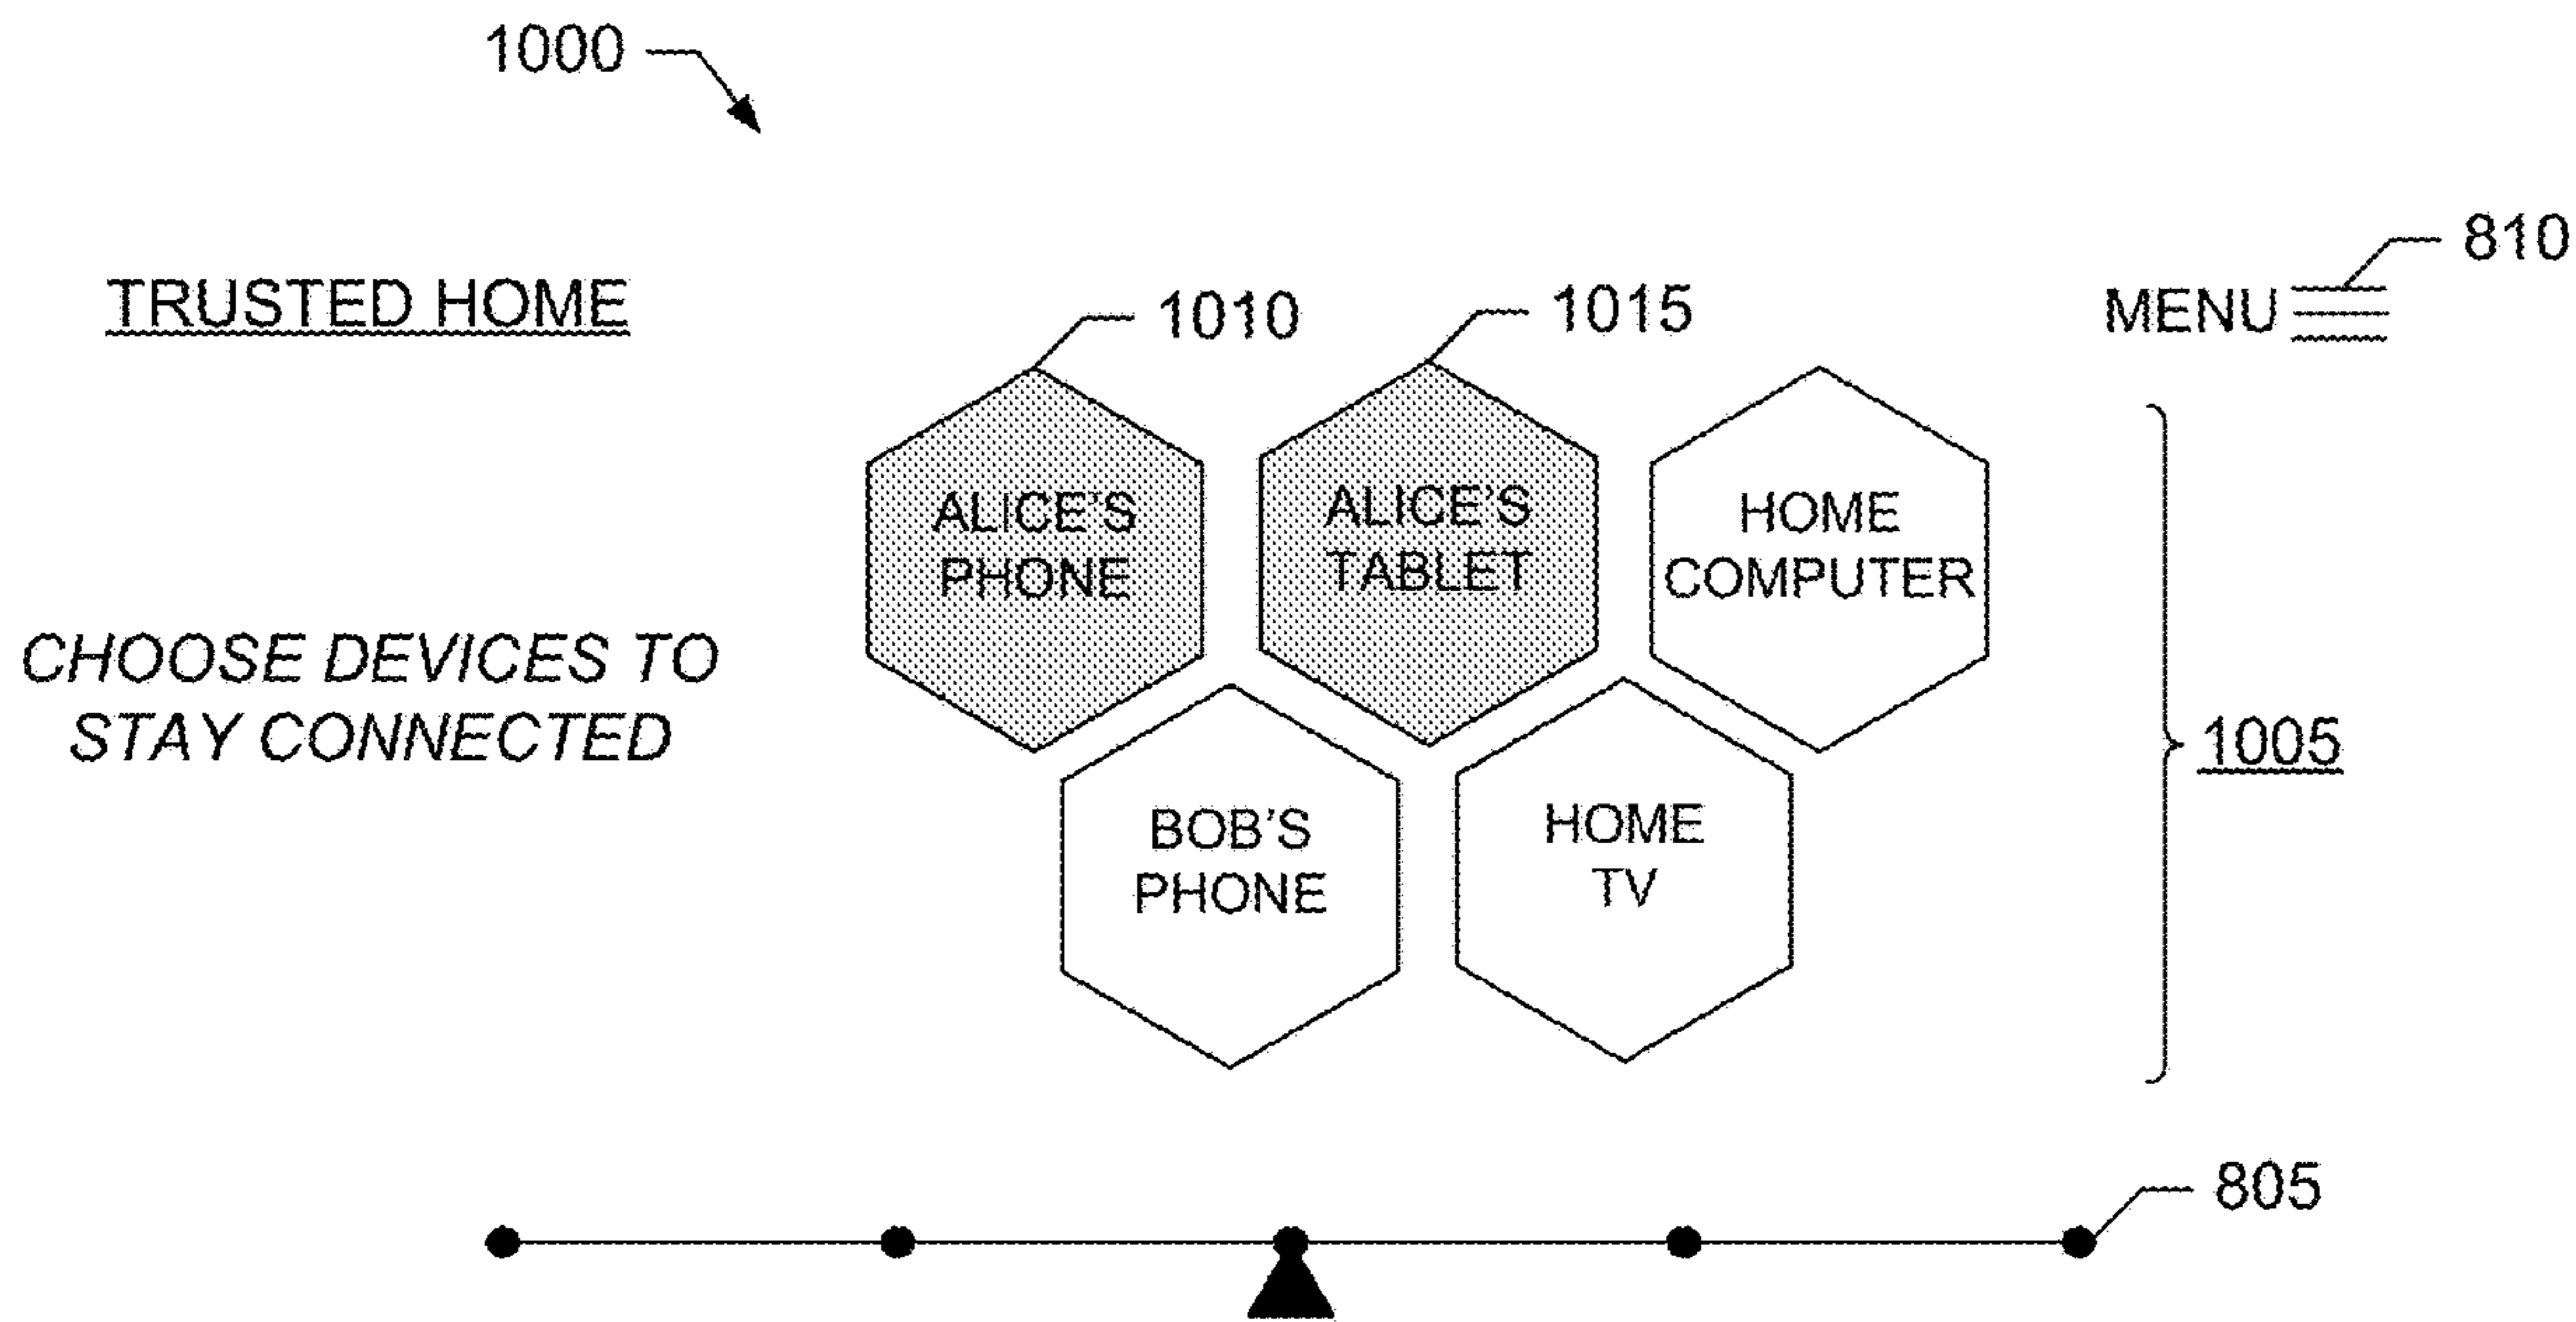 1000
810
TRUSTED HOME
1010
1015
MENU
ALICE'S
PHONE
ALICE'S
TABLET
HOME
COMPUTER
CHOOSE DEVICES TO
STAY CONNECTED
1005
BOB'S
PHONE
HOME
TV
805